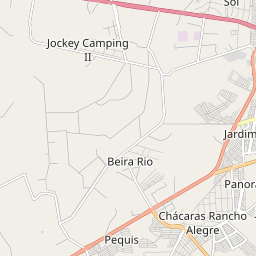 Sol
Jockey Camping
II
Jardim
Beira Rio
Panora
Chácaras Rancho
Alegre
Pequis